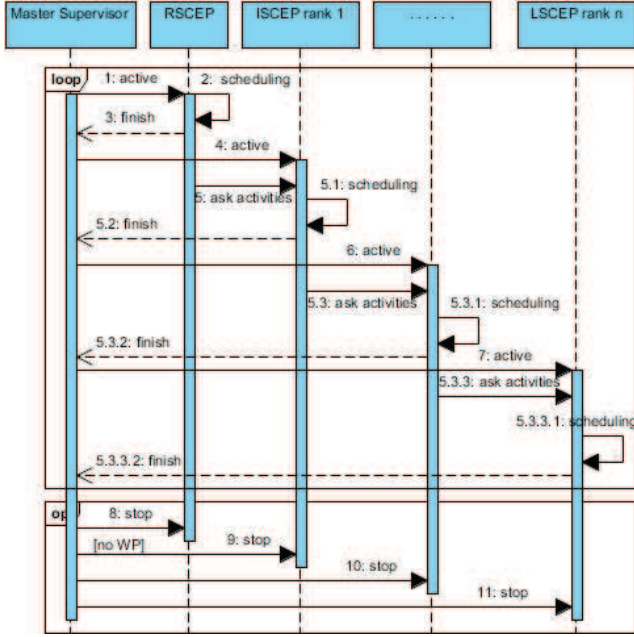 Master Supervisor
RSCEP
ISCEP rank 1
. . . . . .
LSCEP rank n
loop
1: active
2: scheduling
3: finish
4: active
5: ask activities
5.1: scheduling
5.2: finish
6: active
5.3: ask activities
5.3.1: scheduling
5.3.2: finish
7: active
5.3.3: ask activities
5.3.3.1: scheduling
5.3.3.2: finish
op
8: stop
[no WP]
9: stop
10: stop
11: stop